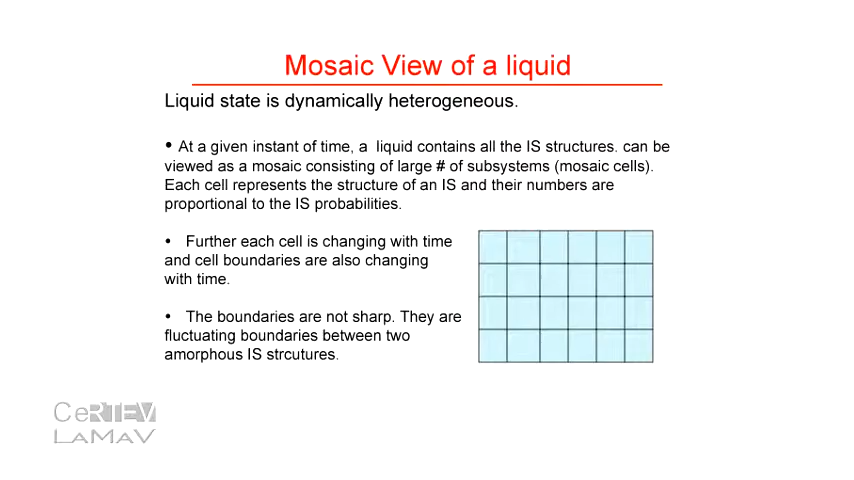 Mosaic View of a liquid
Liquid state is dynamically heterogeneous.
• At a given instant of time, a liquid contains all the IS structures. can be
viewed as a mosaic consisting of large # of subsystems (mosaic cells).
Each cell represents the structure of an IS and their numbers are
proportional to the IS probabilities.
• Further each cell is changing with time
and cell boundaries are also changing
with time.
• The boundaries are not sharp. They are
fluctuating boundaries between two
amorphous IS strcutures.
CeRTEV
LaMaV